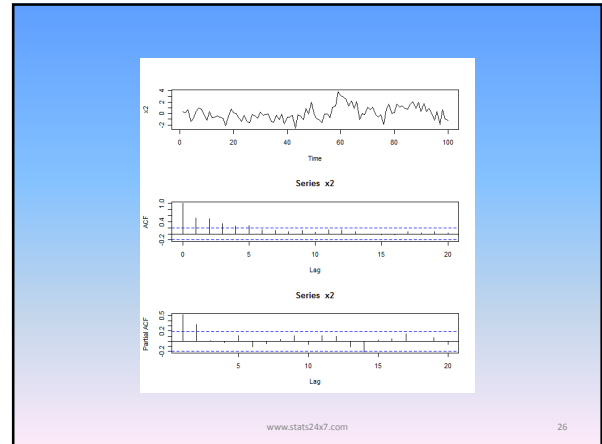 4
2
0
-2
x2
0 20 40 60 80 100
Time
Series x2
1.0
0.4
-0.2
ACF
0 5 10 15 20
Lag
Series x2
0.5
0.2
-0.2
Partial ACF
5 10 15 20
Lag
www.stats24x7.com 26